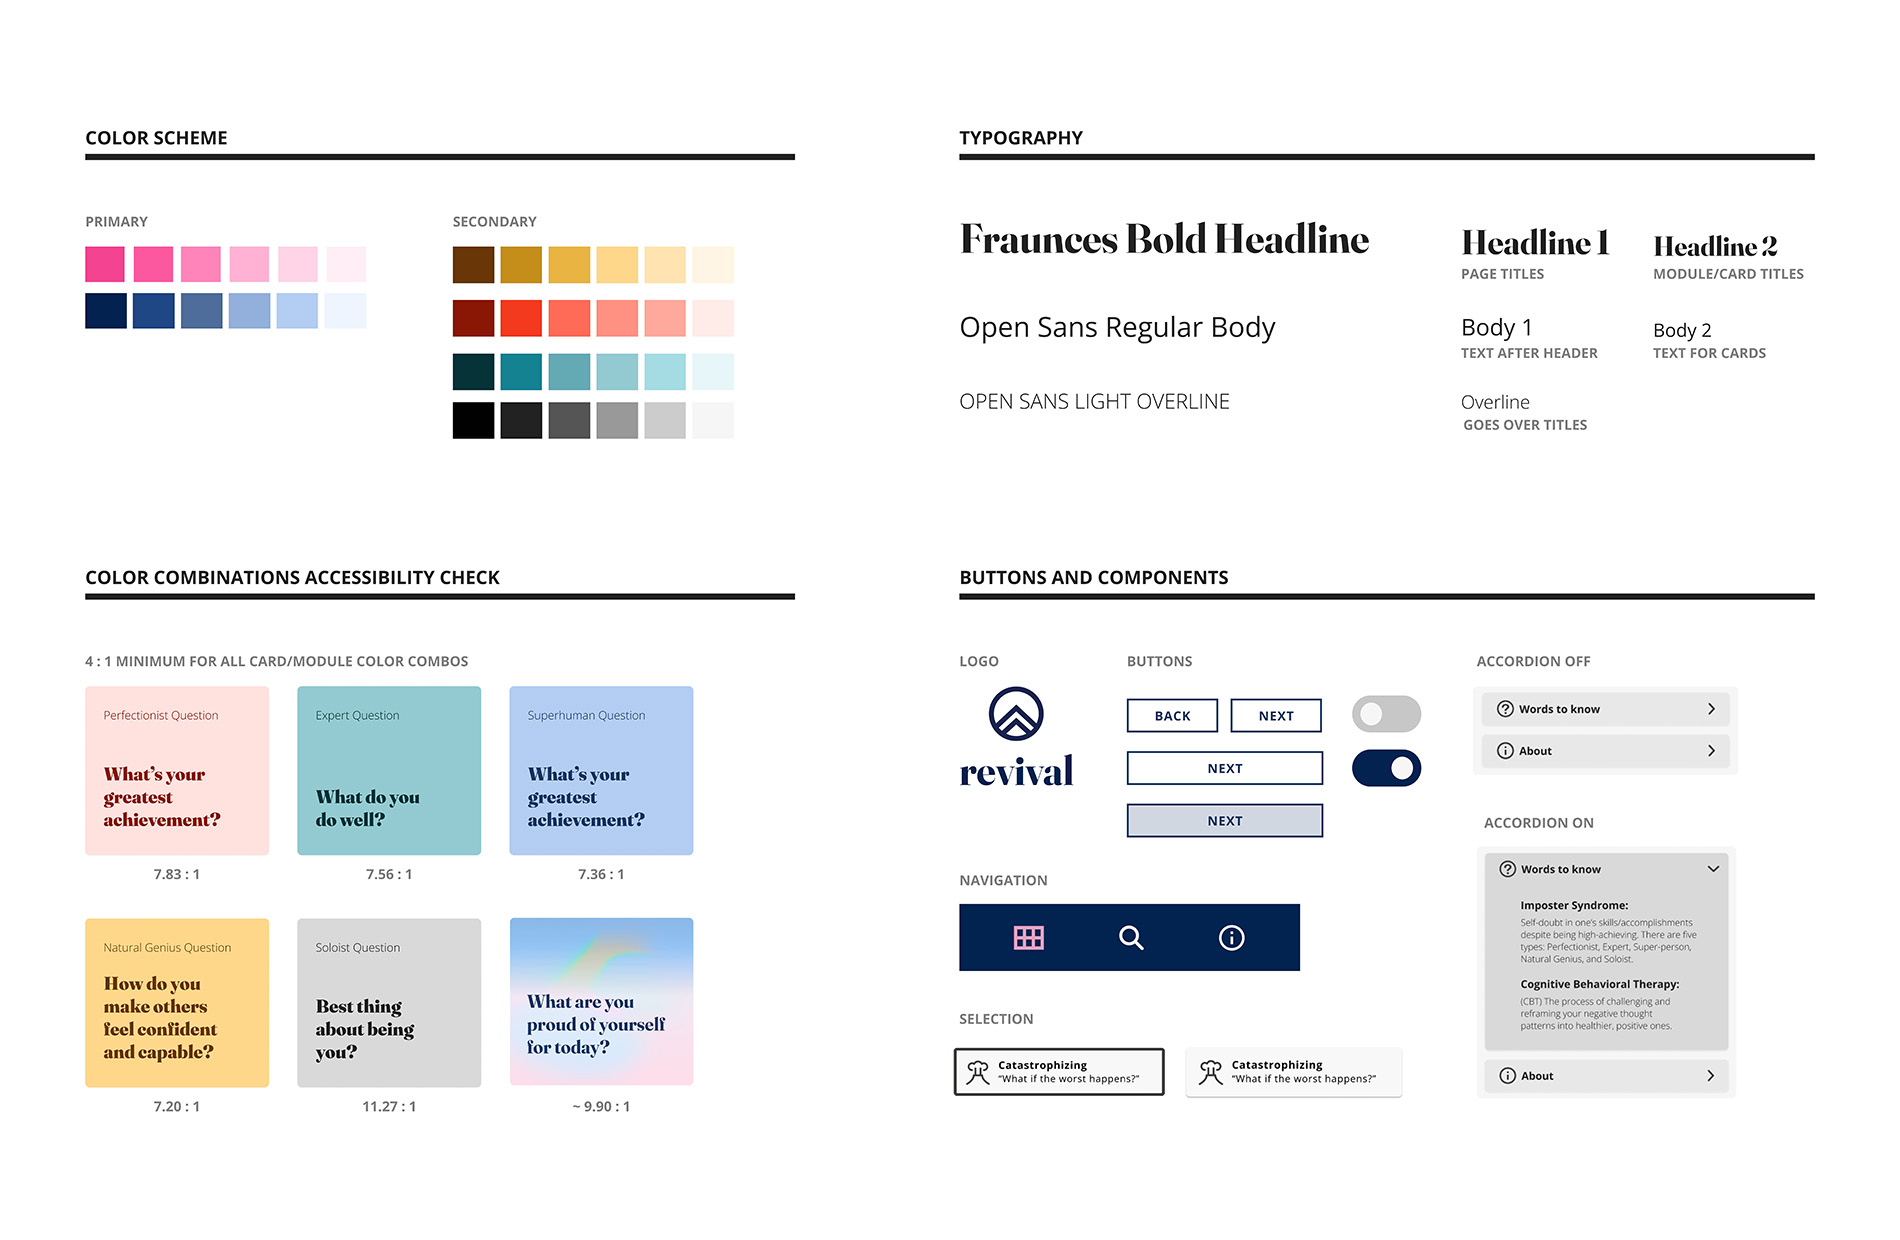 COLOR SCHEME
PRIMARY
SECONDARY
TYPOGRAPHY
Fraunces Bold Headline
Open Sans Regular Body
OPEN SANS LIGHT OVERLINE
Headline 1
PAGE TITLES
Headline 2
MODULE/CARD TITLES
Body 1
TEXT AFTER HEADER
Body 2
TEXT FOR CARDS
Overline
GOES OVER TITLES
COLOR COMBINATIONS ACCESSIBILITY CHECK
4 : 1 MINIMUM FOR ALL CARD/MODULE COLOR COMBOS
Perfectionist Question
What's your
greatest
achievement?
7.83 : 1
Expert Question
What do you
do well?
7.56 : 1
Superhuman Question
What's your
greatest
achievement?
7.36 : 1
Natural Genius Question
How do you
make others
feel confident
and capable?
7.20 : 1
Soloist Question
Best thing
about being
you?
11.27 : 1
What are you
proud of yourself
for today?
~ 9.90 : 1
BUTTONS AND COMPONENTS
LOGO
revival
BUTTONS
BACK
NEXT
NEXT
NEXT
NAVIGATION
SELECTION
Catastrophizing
"What if the worst happens?"
Catastrophizing
"What if the worst happens?"
ACCORDION OFF
Words to know
About
ACCORDION ON
Words to know
Imposter Syndrome:
Self-doubt in one's skills/accomplishments
despite being high-achieving. There are five
types: Perfectionist, Expert, Super-person,
Natural Genius, and Soloist.
Cognitive Behavioral Therapy:
(CBT) The process of challenging and
reframing your negative thought
patterns into healthier, positive ones.
About